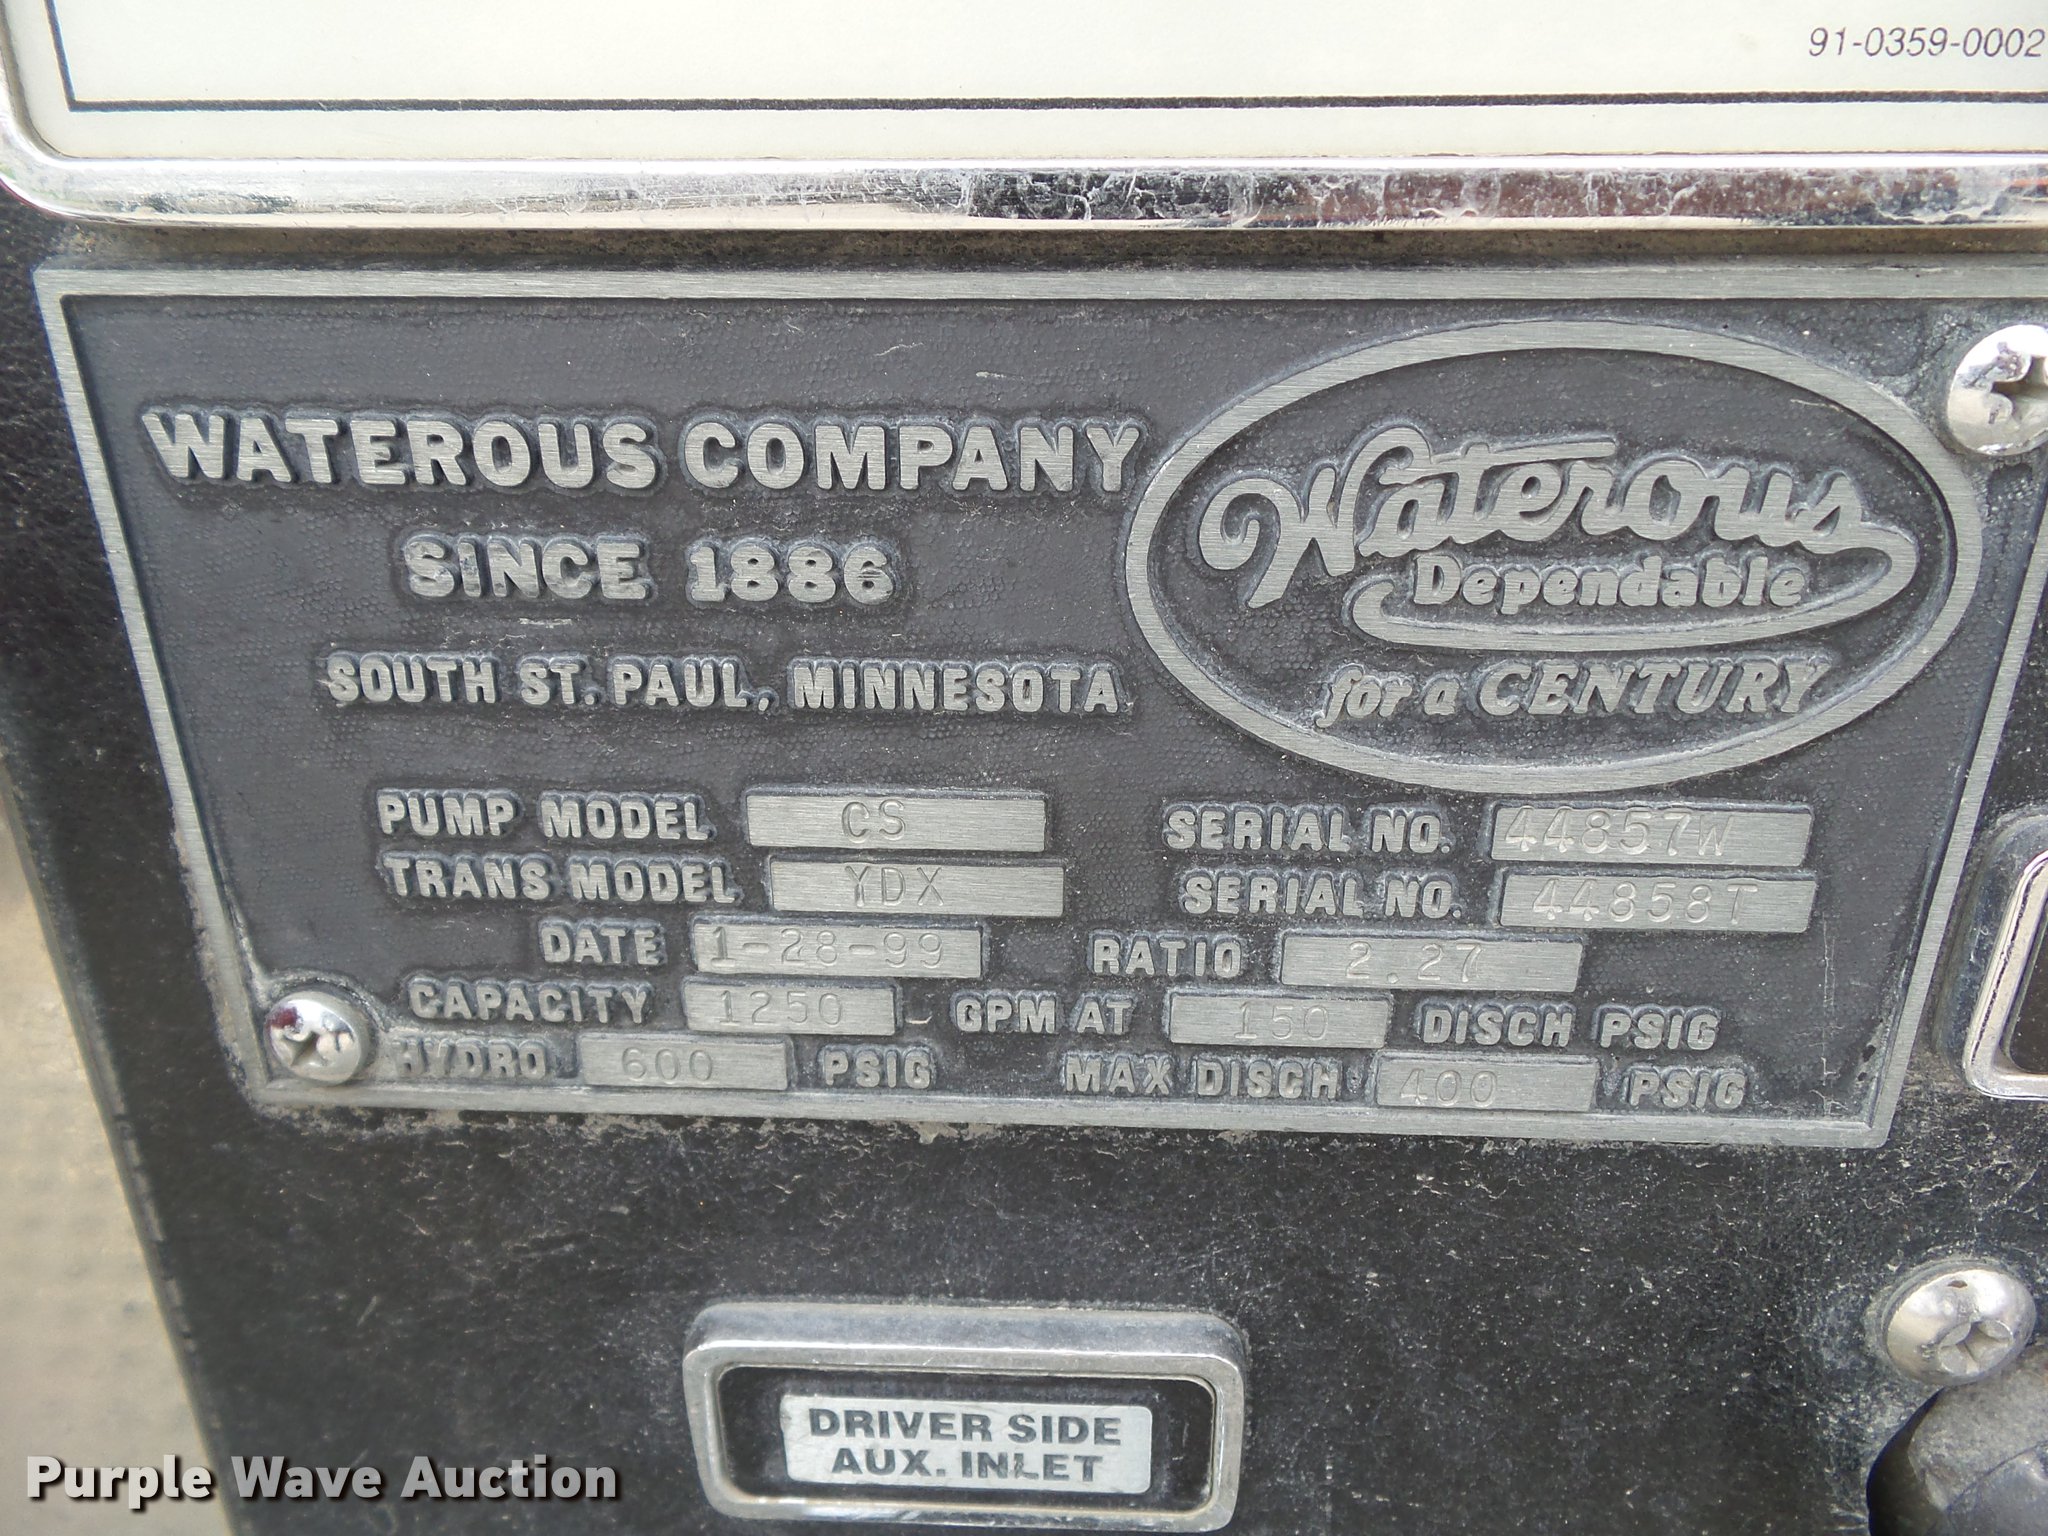 91-0359-0002
WATEROUS COMPANY
SINCE 1886
SOUTH ST. PAUL, MINNESOTA
Waterous
Dependable
for a CENTURY
PUMP MODEL CS SERIAL NO. 44857W
TRANS MODEL YDX SERIAL NO. 44858T
DATE 1-28-99 RATIO 2.27
CAPACITY 1250 GPM AT 150 DISCH PSIG
HYDRO 600 PSIG MAX DISCH 400 PSIG
DRIVER SIDE
AUX. INLET
Purple Wave Auction